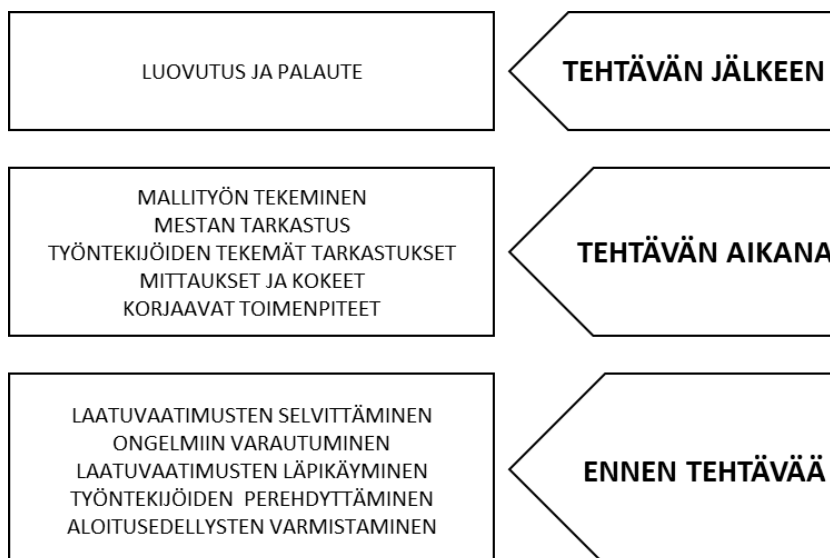 LUOVUTUS JA PALAUTE
TEHTÄVÄN JÄLKEEN
MALLITYÖN TEKEMINEN
MESTAN TARKASTUS
TYÖNTEKIJÖIDEN TEKEMÄT TARKASTUKSET
MITTAUKSET JA KOKEET
KORJAAVAT TOIMENPITEET
TEHTÄVÄN AIKANA
LAATUVAATIMUSTEN SELVITTÄMINEN
ONGELMIIN VARAUTUMINEN
LAATUVAATIMUSTEN LÄPIKÄYMINEN
TYÖNTEKIJÖIDEN PEREHDYTTÄMINEN
ALOITUSEDELLYSTEN VARMISTAMINEN
ENNEN TEHTÄVÄÄ